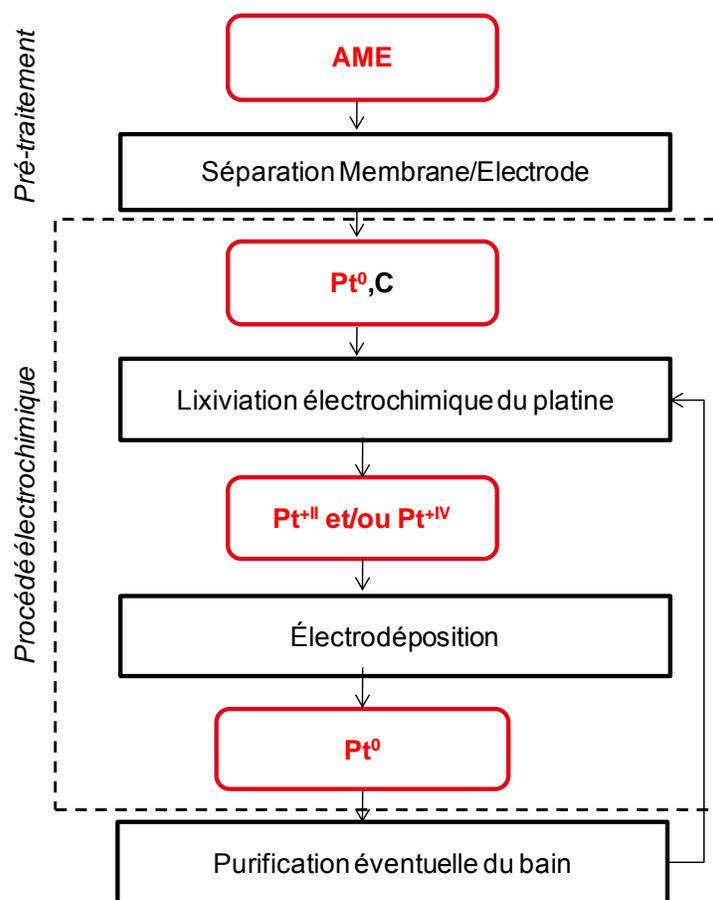 Pré-traitement
AME
Séparation Membrane/Electrode
Procédé électrochimique
Pt⁰,C
Lixiviation électrochimique du platine
Pt⁺ᴵᴵ et/ou Pt⁺ᴵⱽ
Électrodéposition
Pt⁰
Purification éventuelle du bain